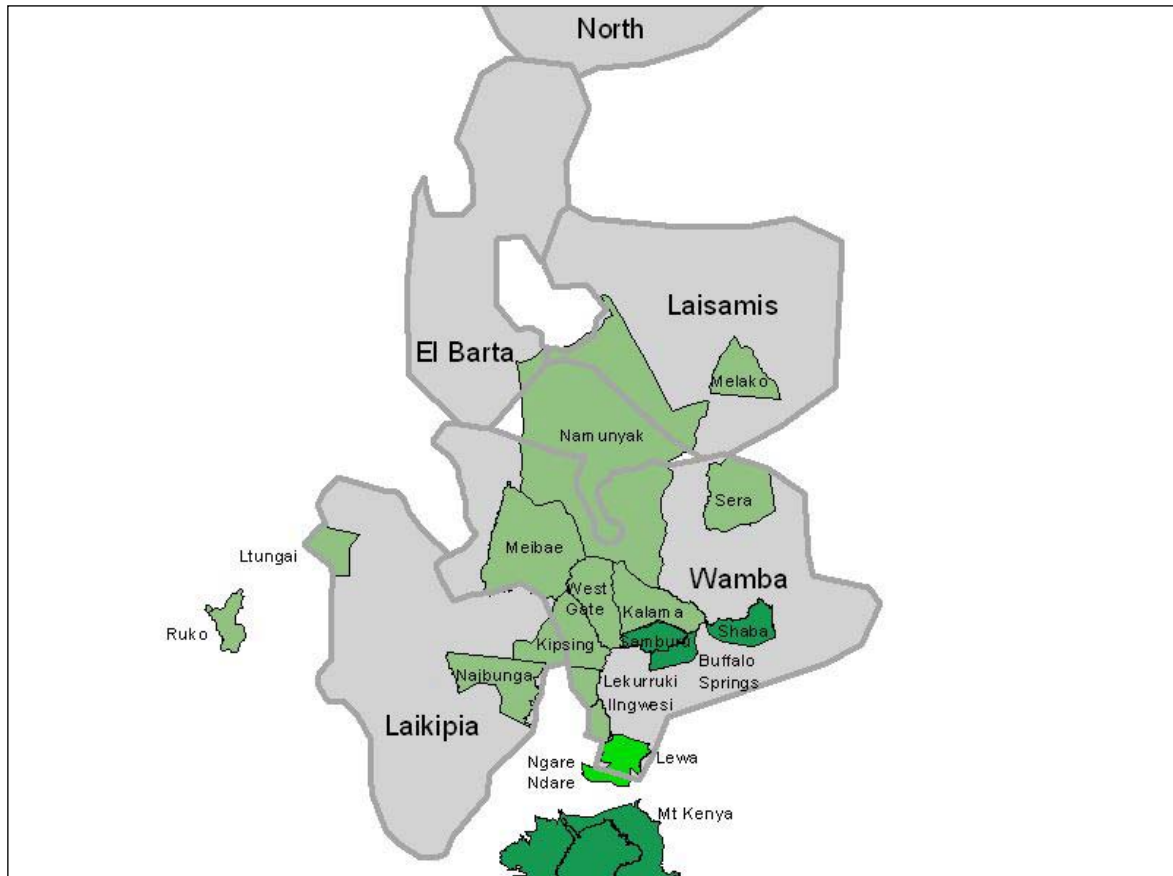 North
Laisamis
El Barta
Melako
Namunyak
Sera
Meibae
Ltungai
Wamba
West
Gate
Kalama
Ruko
Kipsing
Samburu
Shaba
Naibunga
Buffalo
Springs
Lekurruki
IIngwesi
Laikipia
Lewa
Ngare
Ndare
Mt Kenya